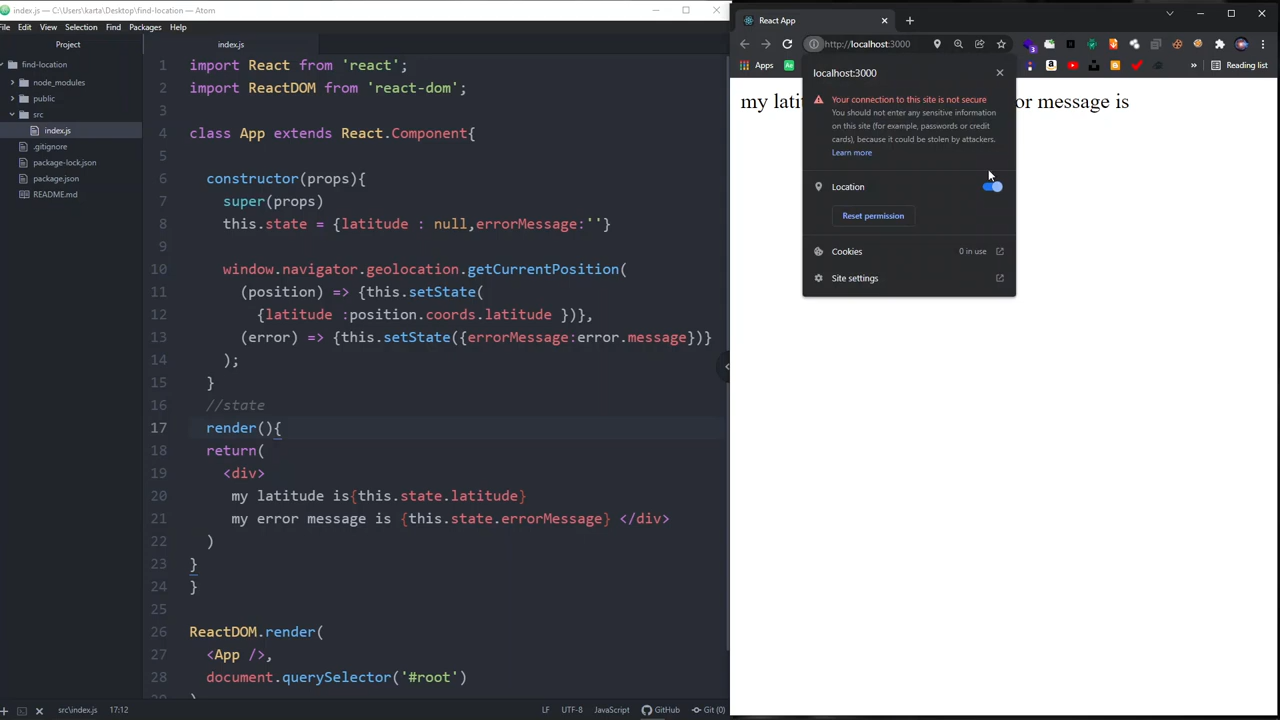 index.js — C:\Users\karta\Desktop\find-location — Atom
File Edit View Selection Find Packages
Project
find-location
node_modules
public
src
index.js
.gitignore
package-lock.json
package.json
README.md
index.js
1 import React from 'react';
2 import ReactDOM from 'react-dom';
3
4 class App extends React.Component{
5
6 constructor(props){
7 super(props)
8 this.state = {latitude : null,errorMessage:''}
9
10 window.navigator.geolocation.getCurrentPosition(
11 (position) => {this.setState(
12 {latitude :position.coords.latitude })},
13 (error) => {this.setState({errorMessage:error.message})}
14 );
15 }
16 //state
17 render(){
18 return(
19 <div>
20 my latitude is{this.state.latitude}
21 my error message is {this.state.errorMessage} </div>
22 )
23 }
24 }
25
26 ReactDOM.render(
27 <App />,
28 document.querySelector('#root')
src\index.js 17:12 LF UTF-8 JavaScript GitHub Git (0)
React App
http://localhost:3000
Apps Reading list
my lati
or message is
localhost:3000
Your connection to this site is not secure
You should not enter any sensitive information
on this site (for example, passwords or credit
cards), because it could be stolen by attackers.
Learn more
Location
Reset permission
Cookies 0 in use
Site settings